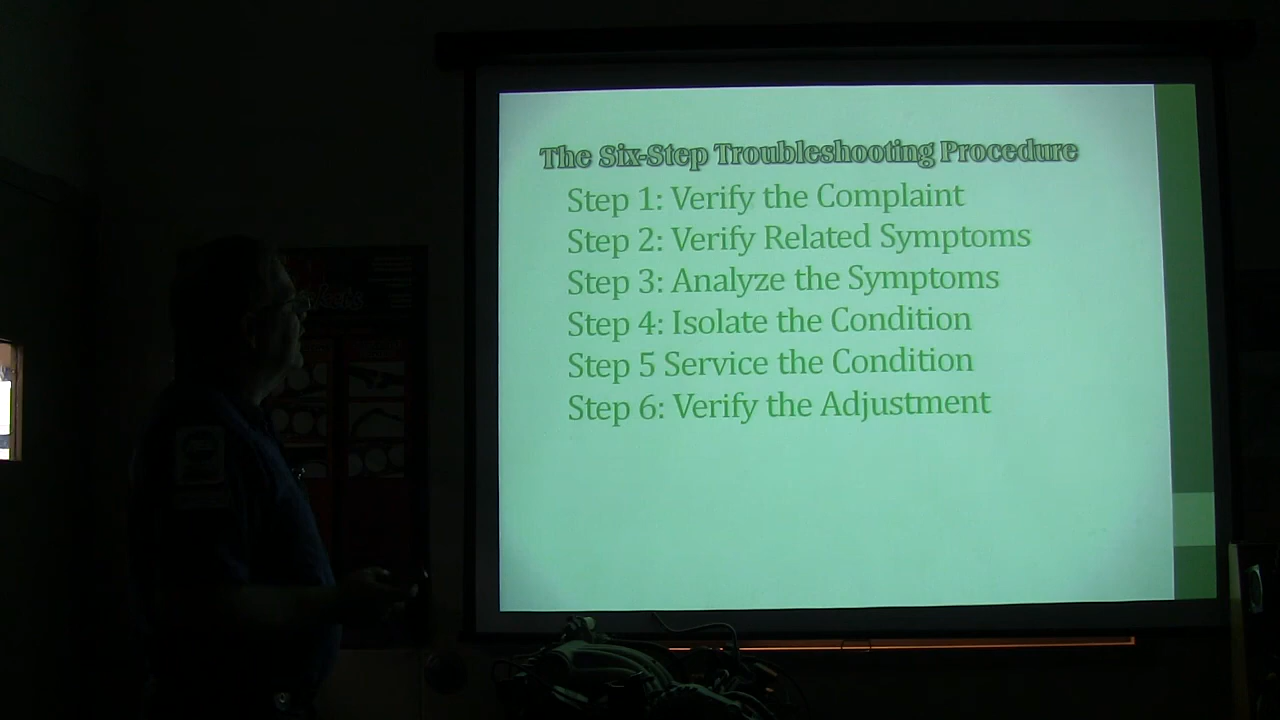 The Six-Step Troubleshooting Procedure
Step 1: Verify the Complaint
Step 2: Verify Related Symptoms
Step 3: Analyze the Symptoms
Step 4: Isolate the Condition
Step 5 Service the Condition
Step 6: Verify the Adjustment